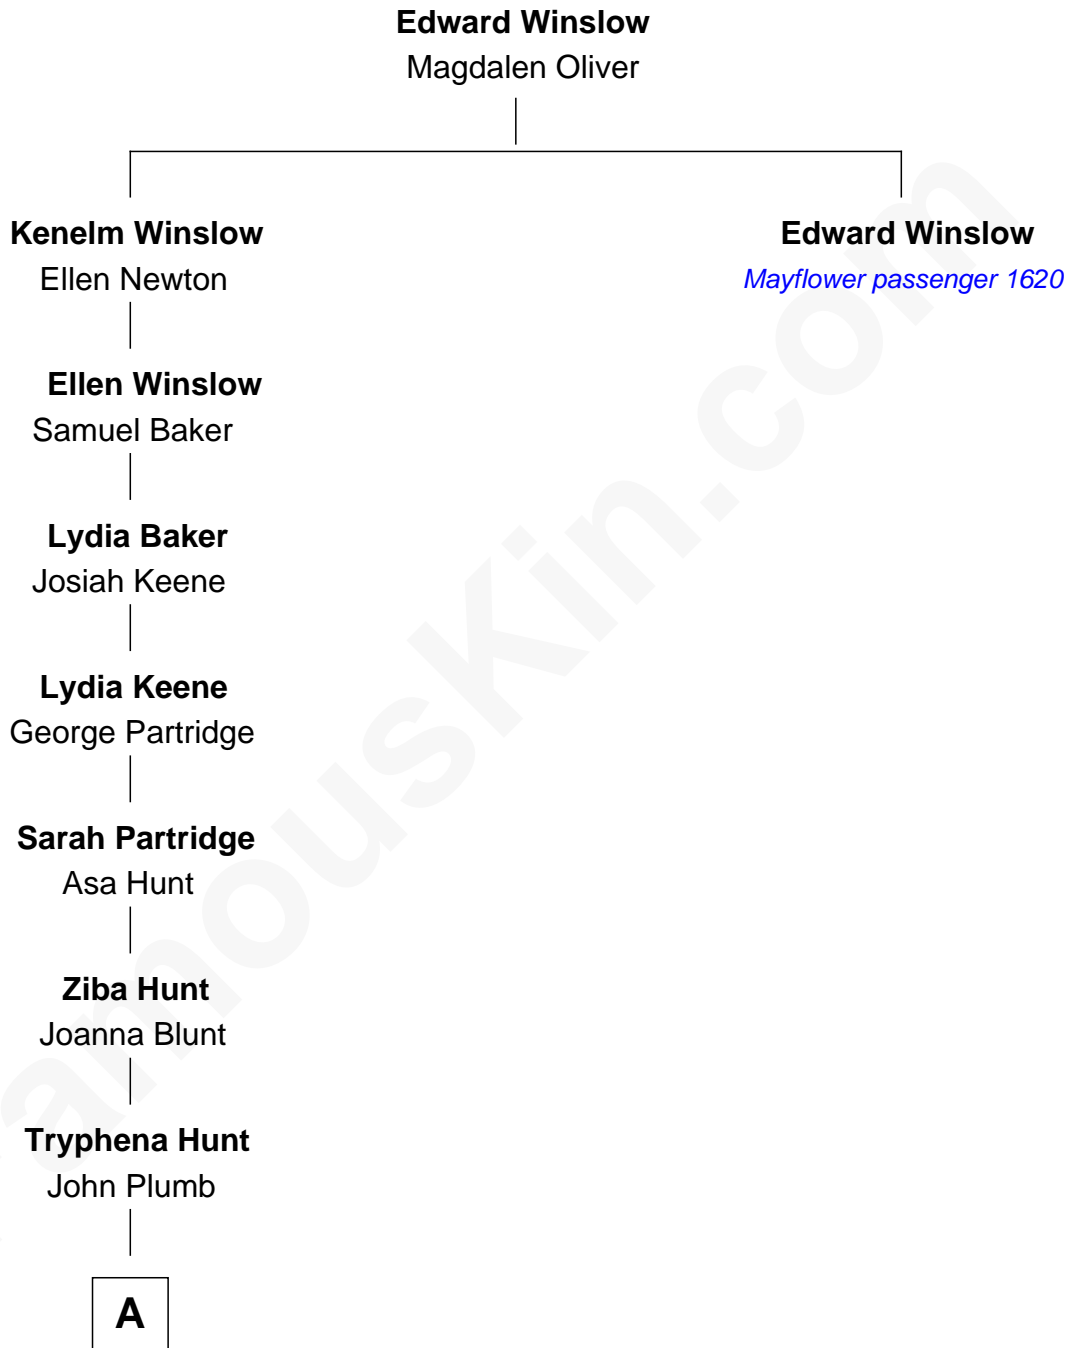 Edward Winslow
Magdalen Oliver
Kenelm Winslow
Ellen Newton
Edward Winslow
Mayflower passenger 1620
Ellen Winslow
Samuel Baker
Lydia Baker
Josiah Keene
Lydia Keene
George Partridge
Sarah Partridge
Asa Hunt
Ziba Hunt
Joanna Blunt
Tryphena Hunt
John Plumb
A
amousKin.com